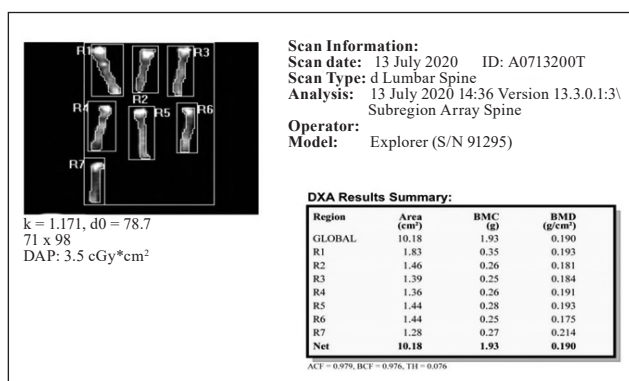 R1
R3
R2
R4
R5
R6
R7
k = 1.171, d0 = 78.7
71 x 98
DAP: 3.5 cGy*cm²
Scan Information:
Scan date: 13 July 2020 ID: A0713200T
Scan Type: d Lumbar Spine
Analysis: 13 July 2020 14:36 Version 13.3.0.1:3\
Subregion Array Spine
Operator:
Model: Explorer (S/N 91295)
DXA Results Summary:
Region Area BMC BMD
(cm²) (g) (g/cm²)
GLOBAL 10.18 1.93 0.190
R1 1.83 0.35 0.193
R2 1.46 0.26 0.181
R3 1.39 0.25 0.184
R4 1.36 0.26 0.191
R5 1.44 0.28 0.193
R6 1.44 0.25 0.175
R7 1.28 0.27 0.214
Net 10.18 1.93 0.190
ACF = 0.979, BCF = 0.976, TH = 0.076